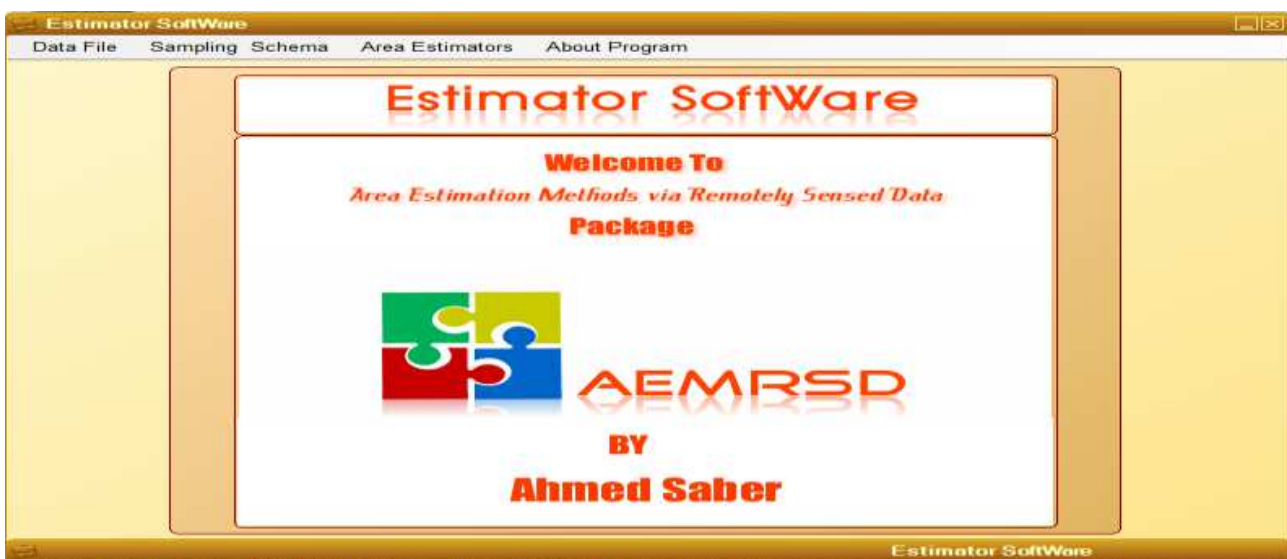 Estimator SoftWare
Data File Sampling Schema Area Estimators About Program
Estimator SoftWare
Welcome To
Area Estimation Methods via Remotely Sensed Data
Package
AEMRSD
BY
Ahmed Saber
Estimator SoftWare